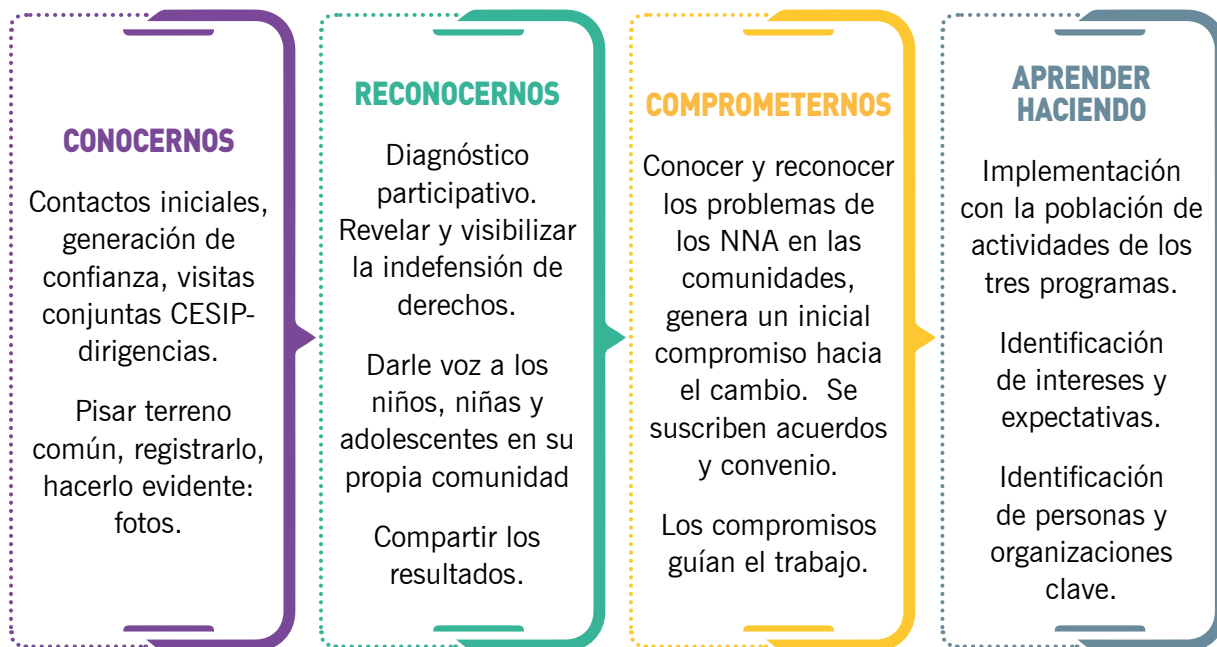 CONOCERNOS
Contactos iniciales,
generación de
confianza, visitas
conjuntas CESIP-
dirigencias.
Pisar terreno
común, registrarlo,
hacerlo evidente:
fotos.
RECONOCERNOS
Diagnóstico
participativo.
Revelar y visibilizar
la indefensión de
derechos.
Darle voz a los
niños, niñas y
adolescentes en su
propia comunidad
Compartir los
resultados.
COMPROMETERNOS
Conocer y reconocer
los problemas de
los NNA en las
comunidades,
genera un inicial
compromiso hacia
el cambio.  Se
suscriben acuerdos
y convenio.
Los compromisos
guían el trabajo.
APRENDER
HACIENDO
Implementación
con la población de
actividades de los
tres programas.
Identificación
de intereses y
expectativas.
Identificación
de personas y
organizaciones
clave.